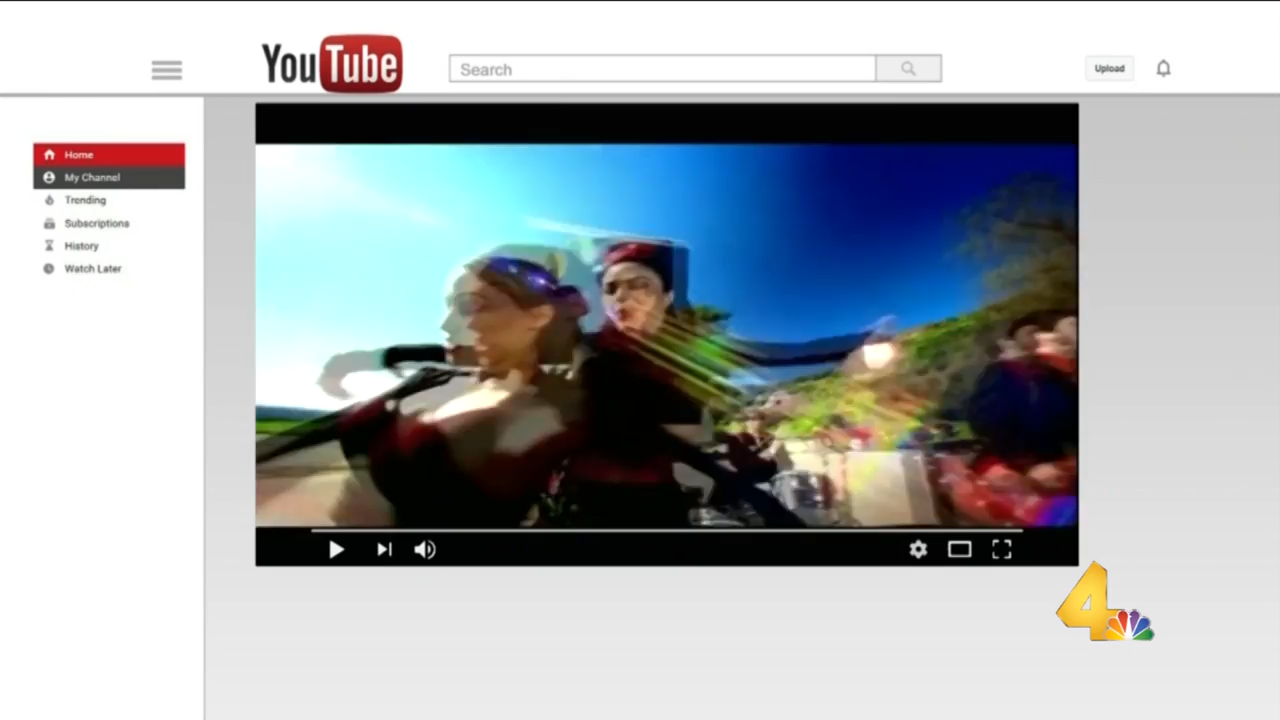 YouTube
Search
Upload
Home
My Channel
Trending
Subscriptions
History
Watch Later
4